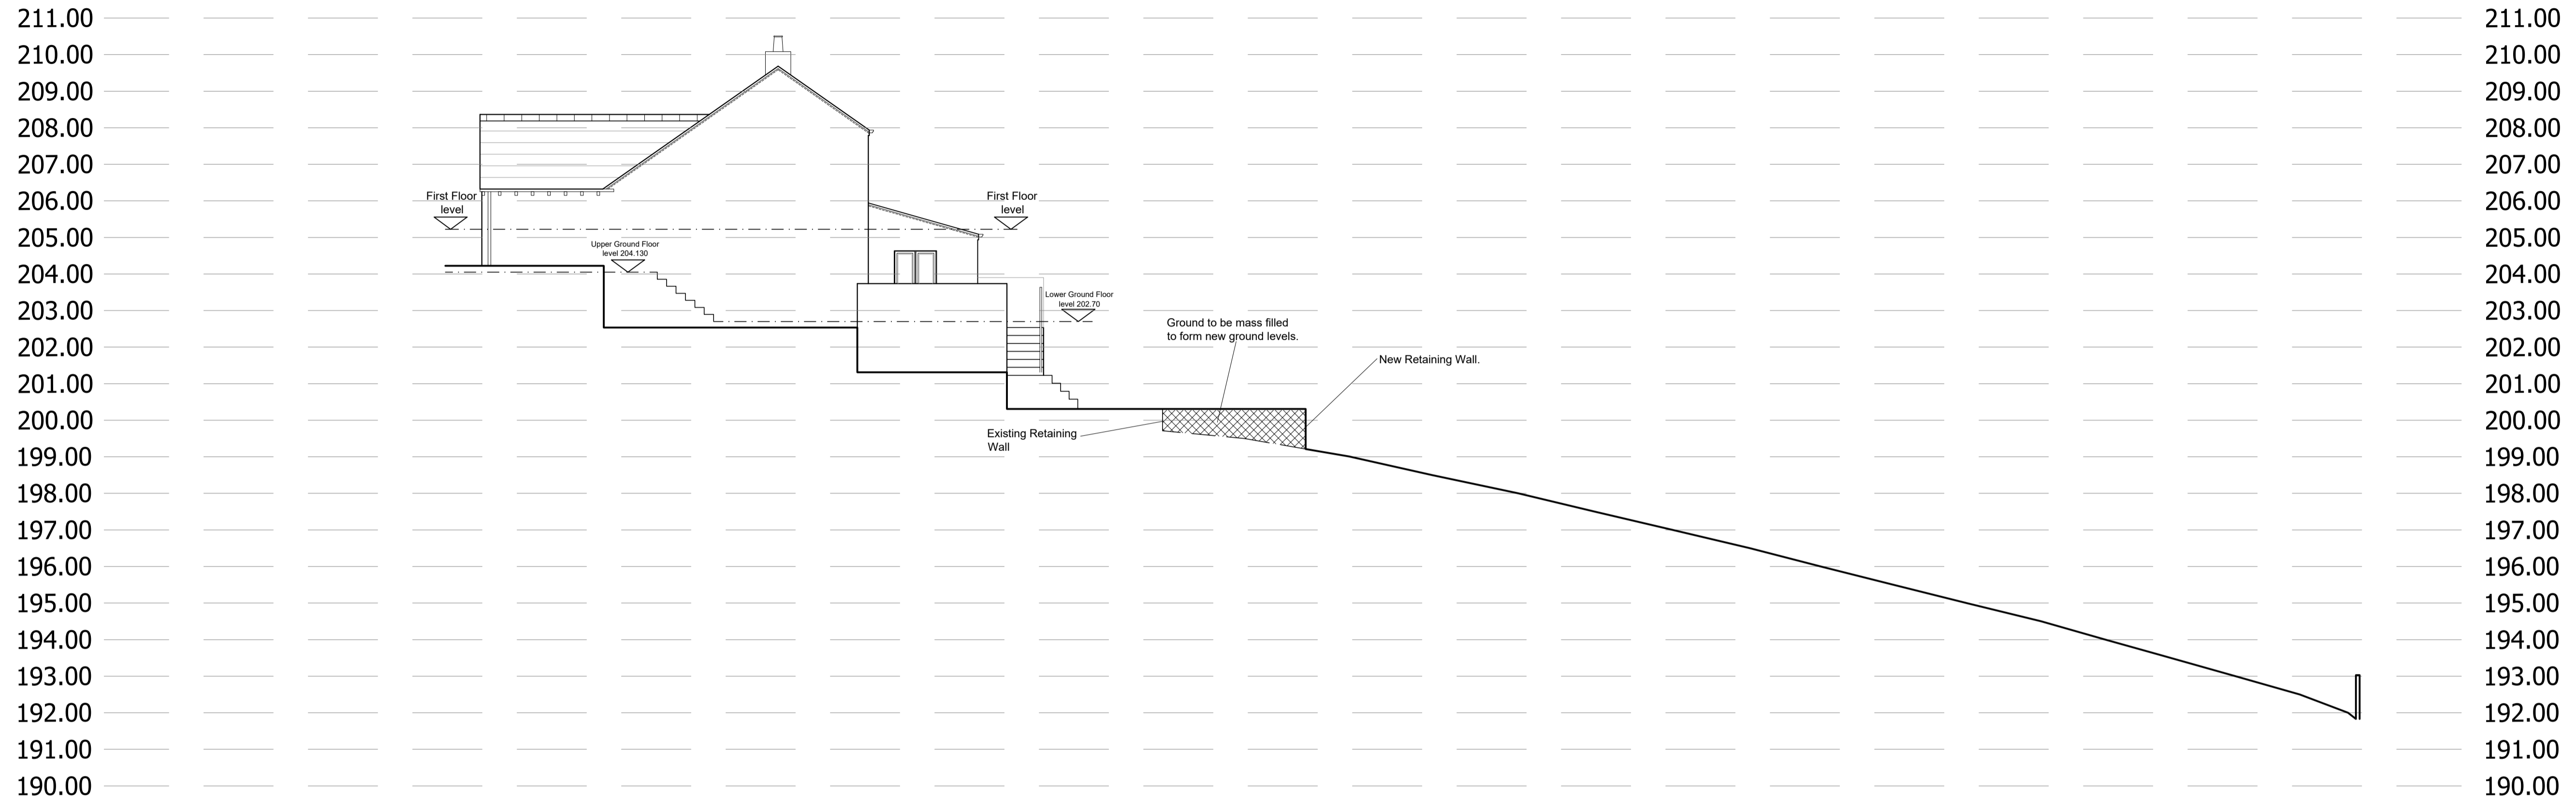 211.00 211.00
210.00 210.00
209.00 209.00
208.00 208.00
207.00 207.00
206.00 206.00
First Floor
level
First Floor
level
205.00 205.00
Upper Ground Floor
level 204.130
204.00 204.00
Lower Ground Floor
level 202.70
203.00 203.00
Ground to be mass filled
to form new ground levels.
202.00 202.00
New Retaining Wall.
201.00 201.00
200.00 200.00
Existing Retaining
Wall
199.00 199.00
198.00 198.00
197.00 197.00
196.00 196.00
195.00 195.00
194.00 194.00
193.00 193.00
192.00 192.00
191.00 191.00
190.00 190.00